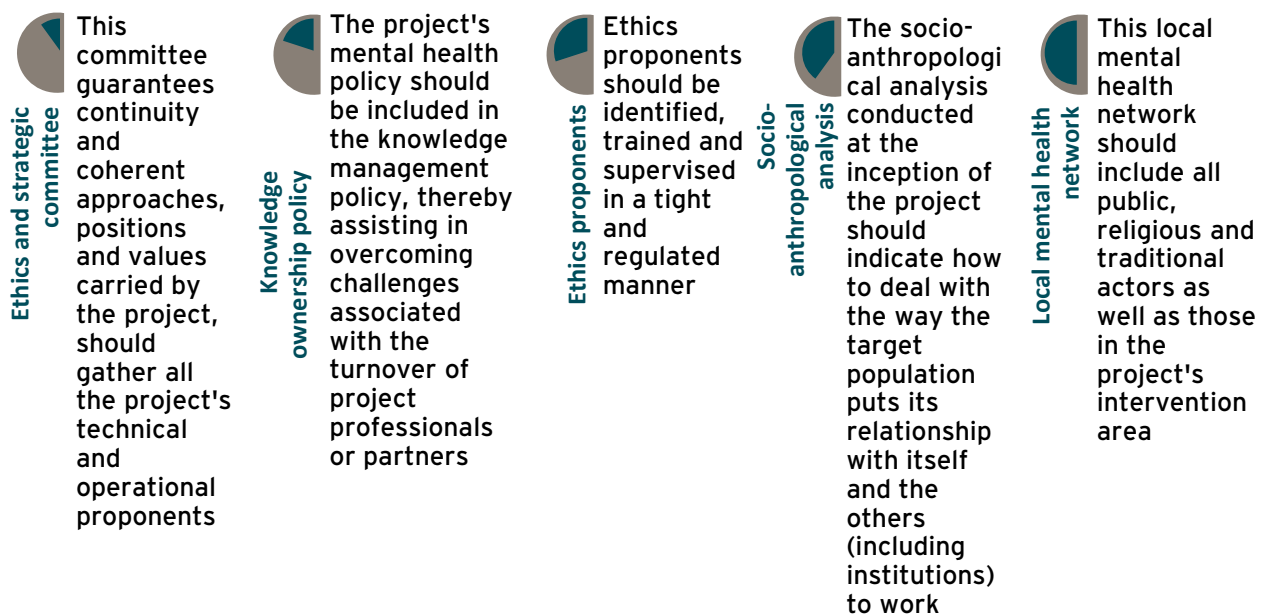 Ethics and strategic
committee
This
committee
guarantees
continuity
and
coherent
approaches,
positions
and values
carried by
the project,
should
gather all
the project's
technical
and
operational
proponents
Knowledge
ownership policy
The project's
mental health
policy should
be included in
the knowledge
management
policy, thereby
assisting in
overcoming
challenges
associated
with the
turnover of
project
professionals
or partners
Ethics proponents
Ethics
proponents
should be
identified,
trained and
supervised
in a tight
and
regulated
manner
Socio-
anthropological
analysis
The socio-
anthropologi
cal analysis
conducted
at the
inception of
the project
should
indicate how
to deal with
the way the
target
population
puts its
relationship
with itself
and the
others
(including
institutions)
to work
Local mental health
network
This local
mental
health
network
should
include all
public,
religious and
traditional
actors as
well as those
in the
project's
intervention
area